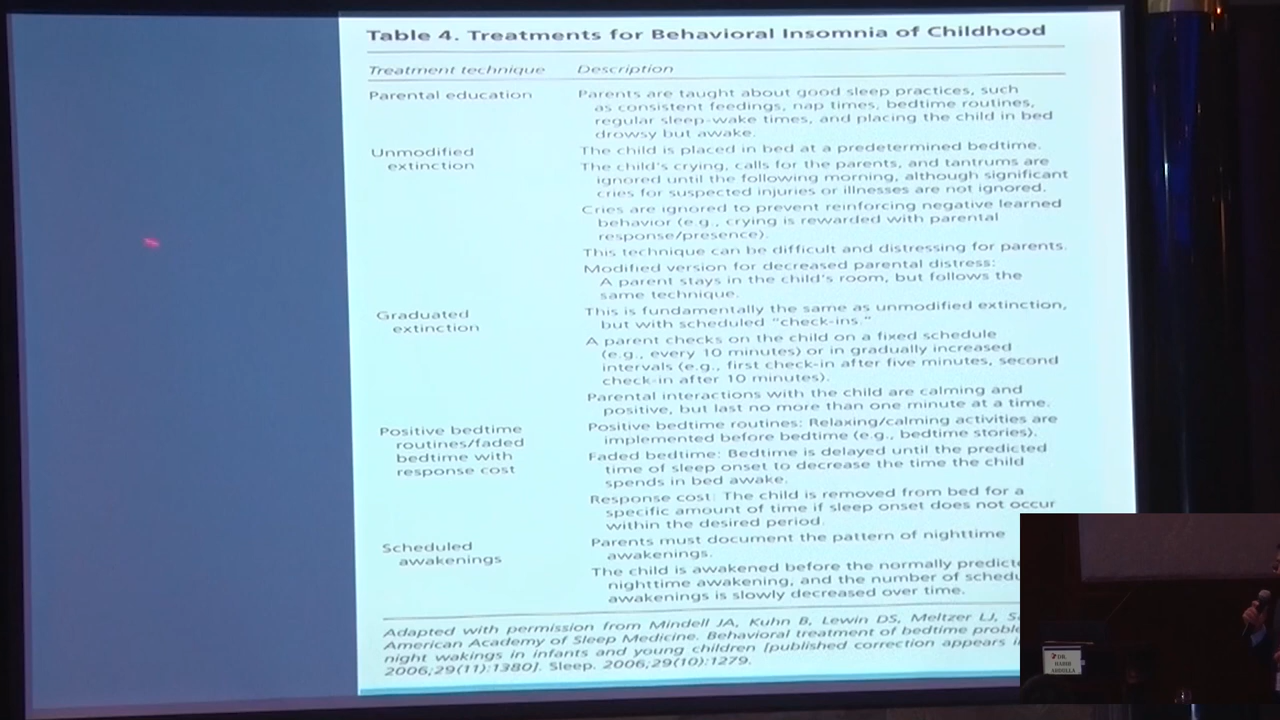 Table 4. Treatments for Behavioral Insomnia of Childhood
Treatment technique Description
Parental education Parents are taught about good sleep practices, such
as consistent feedings, nap times, bedtime routines,
regular sleep-wake times, and placing the child in bed
drowsy but awake.
Unmodified The child is placed in bed at a predetermined bedtime.
extinction The child's crying, calls for the parents, and tantrums are
ignored until the following morning, although significant
cries for suspected injuries or illnesses are not ignored.
Cries are ignored to prevent reinforcing negative learned
behavior (e.g., crying is rewarded with parental
response/presence).
This technique can be difficult and distressing for parents.
Modified version for decreased parental distress:
A parent stays in the child's room, but follows the
same technique.
Graduated This is fundamentally the same as unmodified extinction,
extinction but with scheduled "check-ins."
A parent checks on the child on a fixed schedule
(e.g., every 10 minutes) or in gradually increased
intervals (e.g., first check-in after five minutes, second
check-in after 10 minutes).
Parental interactions with the child are calming and
positive, but last no more than one minute at a time.
Positive bedtime Positive bedtime routines: Relaxing/calming activities are
routines/faded implemented before bedtime (e.g., bedtime stories).
bedtime with Faded bedtime: Bedtime is delayed until the predicted
response cost time of sleep onset to decrease the time the child
spends in bed awake.
Response cost: The child is removed from bed for a
specific amount of time if sleep onset does not occur
within the desired period.
Scheduled Parents must document the pattern of nighttime
awakenings awakenings.
The child is awakened before the normally predict
nighttime awakening, and the number of schedu
awakenings is slowly decreased over time.
Adapted with permission from Mindell JA, Kuhn B, Lewin DS, Meltzer LJ, S
American Academy of Sleep Medicine. Behavioral treatment of bedtime proble
night wakings in infants and young children [published correction appears i
2006;29(11):1380]. Sleep. 2006;29(10):1279.
DR.
HABIB